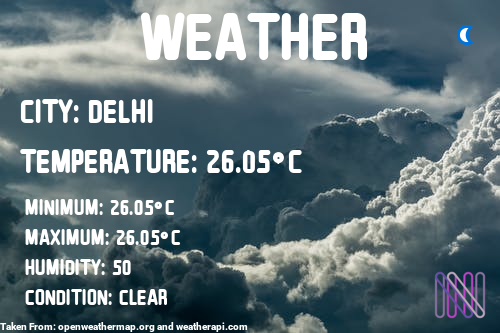 WEATHER
CITY: DELHI
TEMPERATURE: 26.05°C
MINIMUM: 26.05°C
MAXIMUM: 26.05°C
HUMIDITY: 50
CONDITION: CLEAR
Taken From: openweathermap.org and weatherapi.com